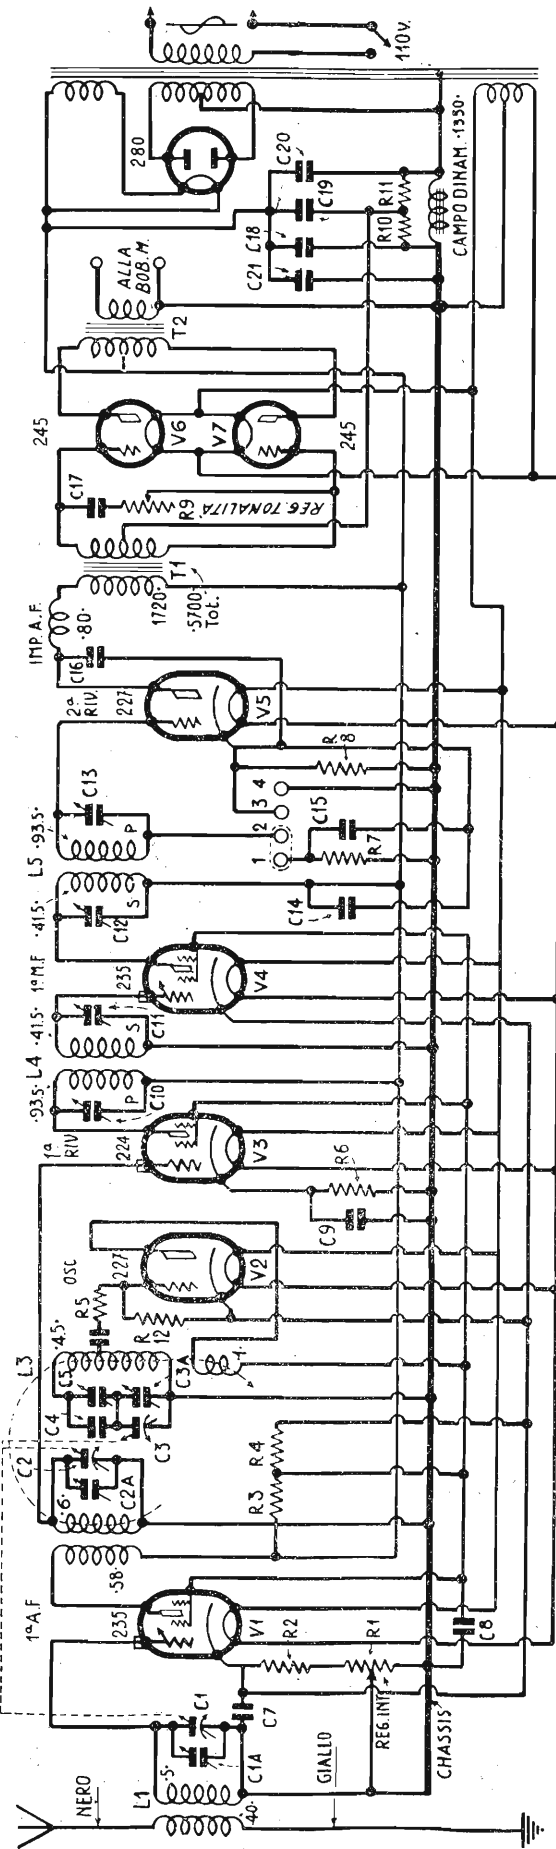 110 V.
280
C20
C19
C18
C21
R11
R10
CAMPO DINAM. ·1350·
ALLA
BOB. M.
T2
245
V6
V7
245
C17
R9
REG. TONALITÁ
T1
1720·
·5700·
Tot.
IMP. A.F.
·80·
C16
2ª
RIV.
227
V5
R
8
4
3
2
1
C15
R7
C14
C13
·93.5·
P
L5
·41.5·
S
C12
1ª M.F
235
V4
·41.5·
S
C11
L4
·93.5·
P
C10
1ª
RIV
224
V3
R6
C9
OSC
227
V2
R5
R
12
·4.5·
L3
C5
C4
C3A
C3
1·
C2
·6·
C2A
R4
R3
·58·
1ª A.F
235
V1
R2
R1
REG. INT.
C8
C7
C1
C1A
L1
·5·
·40·
CHASSIS
GIALLO
NERO